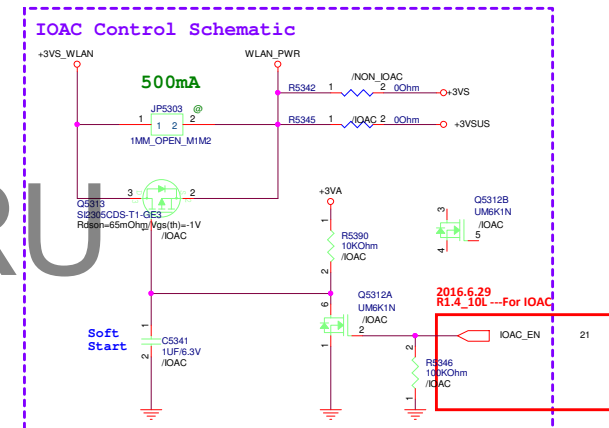 IOAC Control Schematic
+3VS_WLAN
WLAN_PWR
500mA
/NON_IOAC
R5342 1 2 0Ohm +3VS
JP5303 @
1 2
1 2
R5345 1 /IOAC 2 0Ohm +3VSUS
1MM_OPEN_M1M2
RU
3 2
Q5313
SI2305CDS-T1-GE3
Rdson=65mOhm/Vgs(th)=-1V
/IOAC
1
+3VA
1
R5390
10KOhm
/IOAC
2
3
Q5312B
UM6K1N
/IOAC
5
4
2016.6.29
R1.4_10L ---For IOAC
6
Q5312A
UM6K1N
/IOAC
2
1
Soft
Start
1
C5341
1UF/6.3V
2
/IOAC
IOAC_EN 21
2
R5346
100KOhm
/IOAC
1